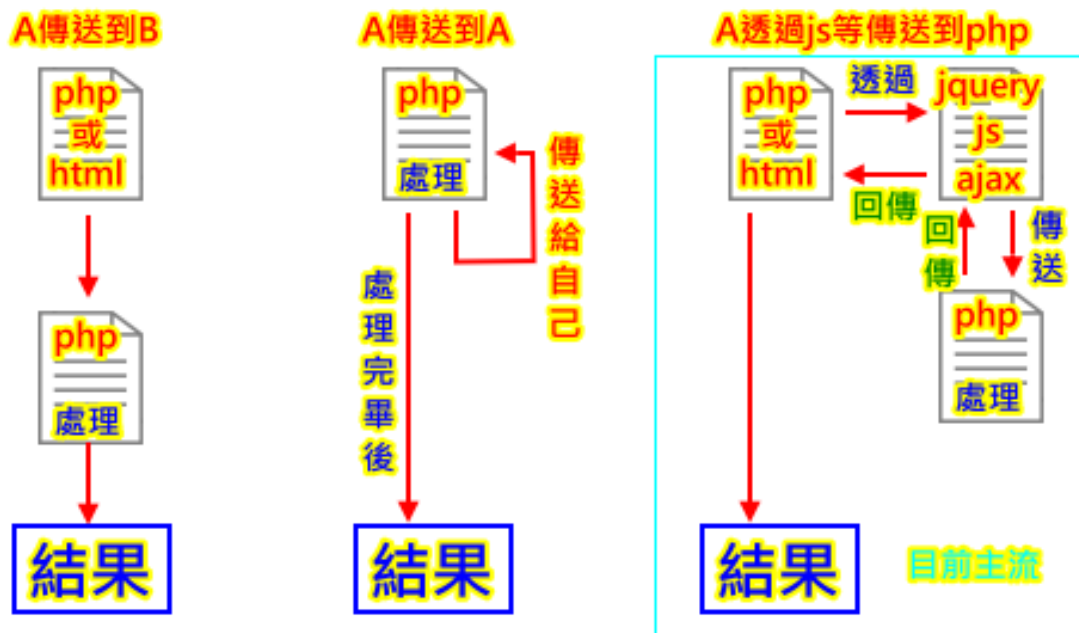 A傳送到B
php
或
html
php
處理
結果
A傳送到A
php
處理
傳送給自己
處理完畢後
結果
A透過js等傳送到php
php
或
html
透過
jquery
js
ajax
回傳
回傳
傳送
php
處理
結果
目前主流